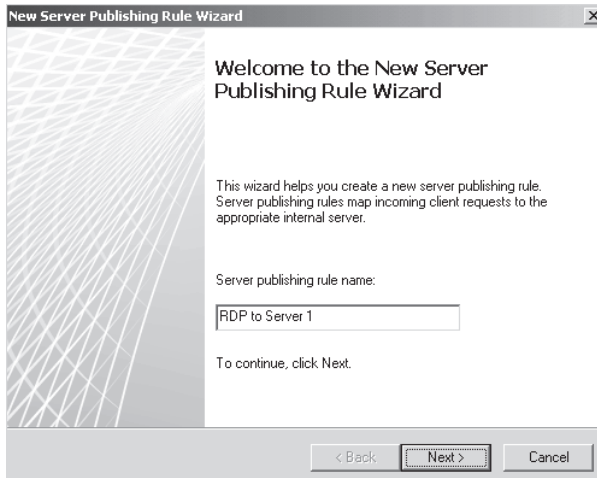 New Server Publishing Rule Wizard
Welcome to the New Server
Publishing Rule Wizard
This wizard helps you create a new server publishing rule.
Server publishing rules map incoming client requests to the
appropriate internal server.
Server publishing rule name:
RDP to Server 1
To continue, click Next.
< Back
Next >
Cancel